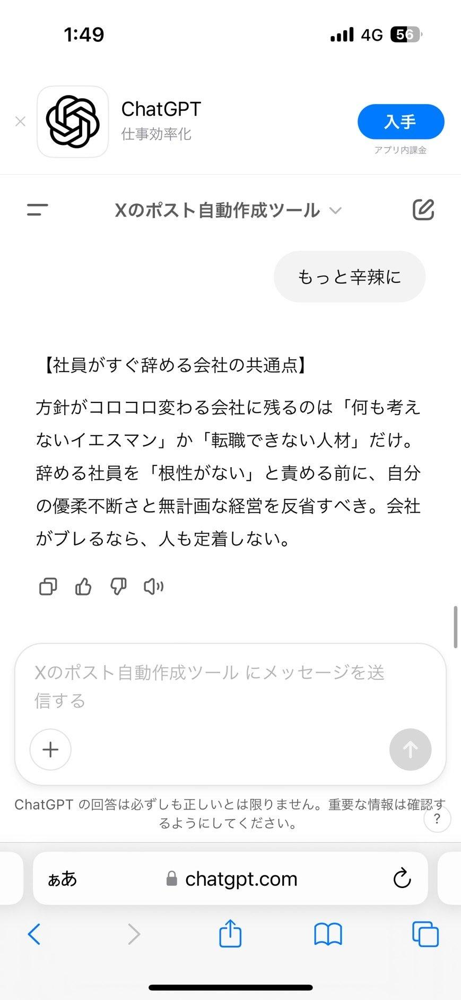 1:49
4G 56
ChatGPT
仕事効率化
入手
アプリ内課金
Xのポスト自動作成ツール
もっと辛辣に
【社員がすぐ辞める会社の共通点】
方針がコロコロ変わる会社に残るのは「何も考え
ないイエスマン」か「転職できない人材」だけ。
辞める社員を「根性がない」と責める前に、自分
の優柔不断さと無計画な経営を反省すべき。会社
がブレるなら、人も定着しない。
Xのポスト自動作成ツール にメッセージを送
信する
ChatGPT の回答は必ずしも正しいとは限りません。重要な情報は確認す
るようにしてください。
?
ぁあ chatgpt.com